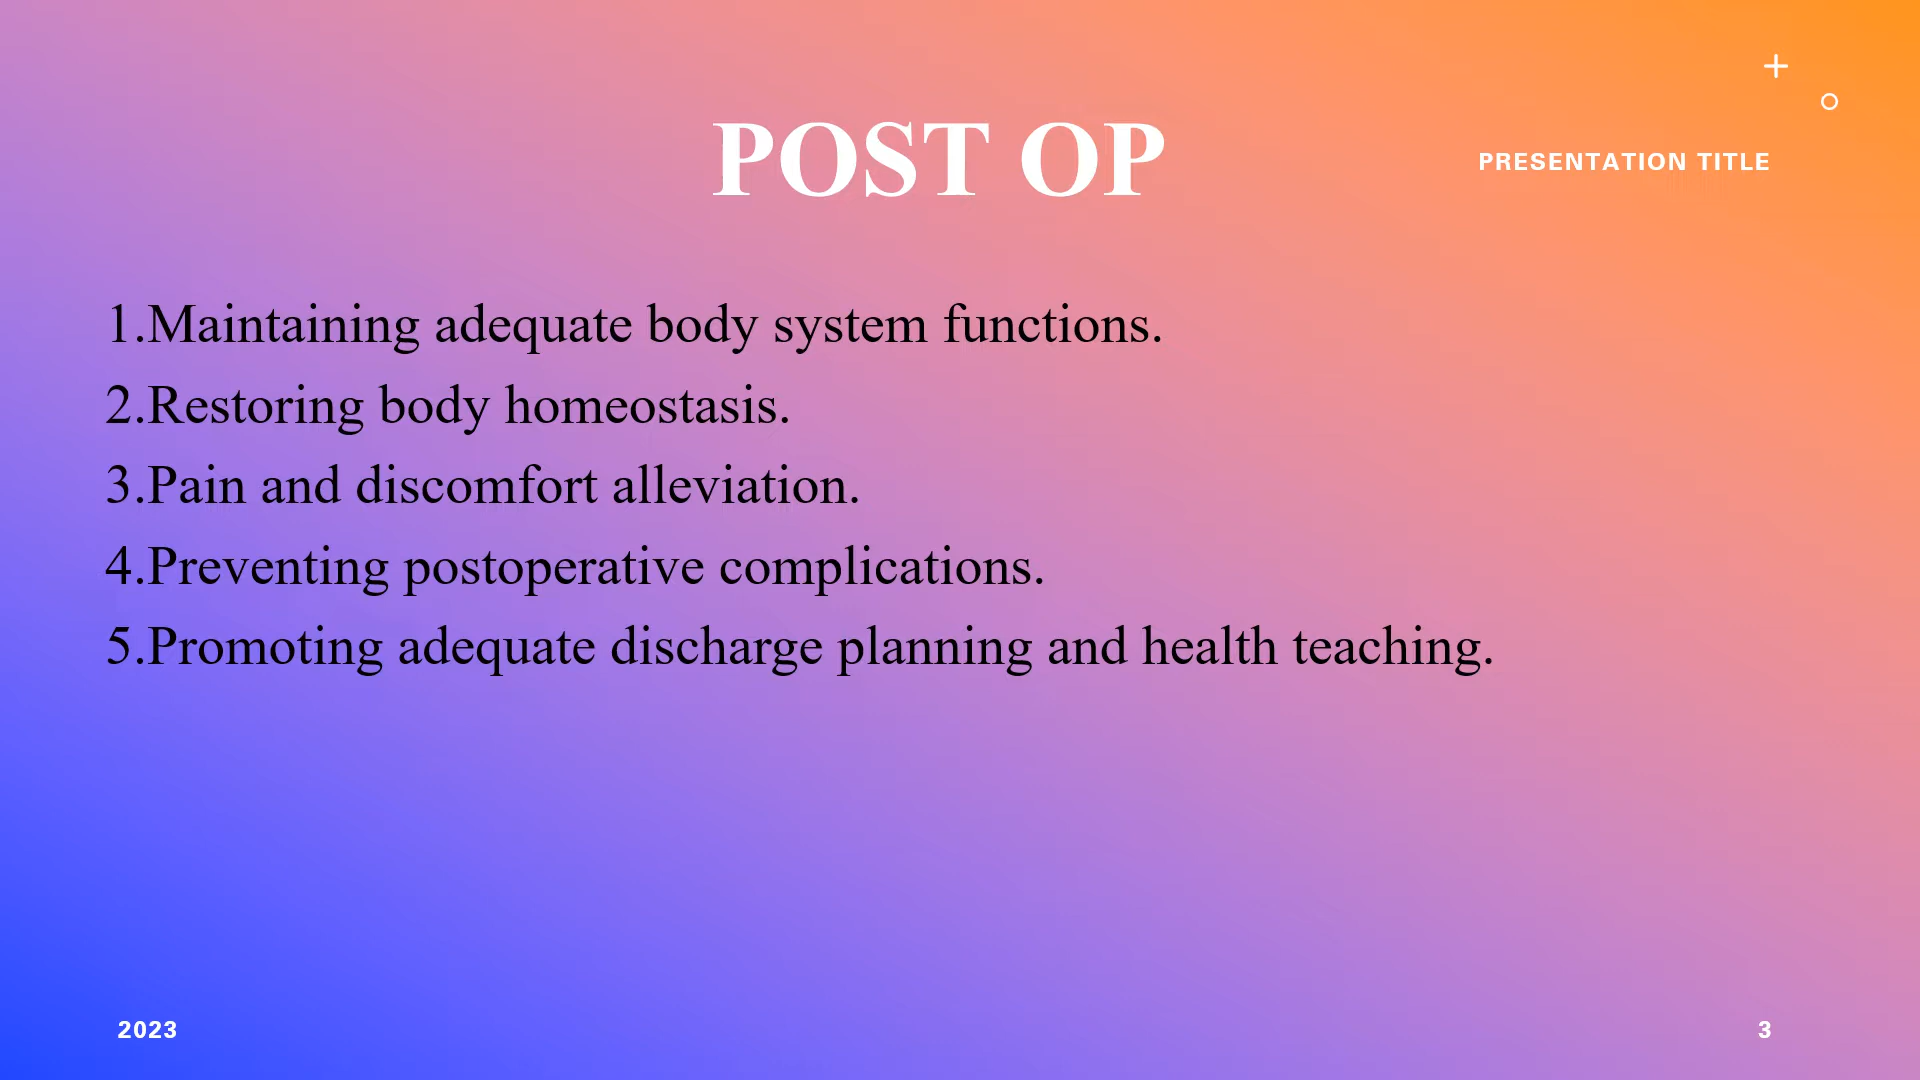 POST OP
PRESENTATION TITLE
1.Maintaining adequate body system functions.
2.Restoring body homeostasis.
3.Pain and discomfort alleviation.
4.Preventing postoperative complications.
5.Promoting adequate discharge planning and health teaching.
2023
3